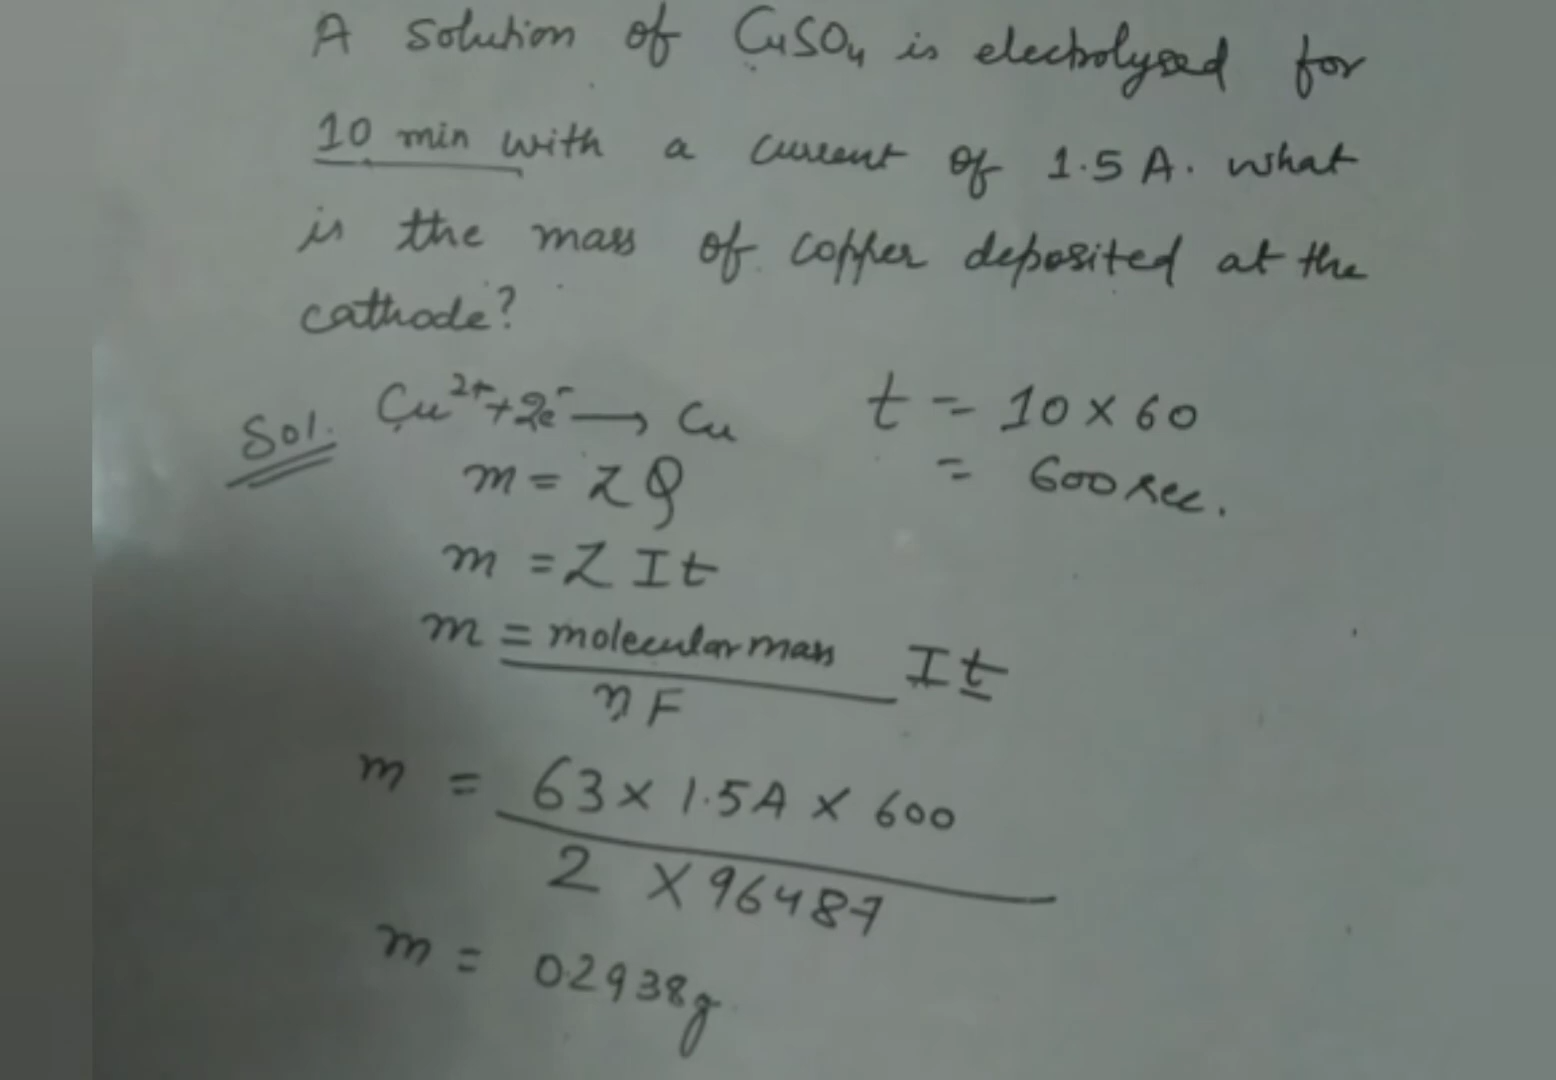 A solution of CuSO₄ is electrolysed for
10 min with a current of 1.5 A. what
is the mass of copper deposited at the
cathode?
Sol. Cu²⁺+2e⁻ → Cu t = 10 × 60
= 600 sec.
m = ZQ
m = Z It
m = molecular mass It
nF
m = 63 × 1.5A × 600
2 × 96487
m = 0.2938g